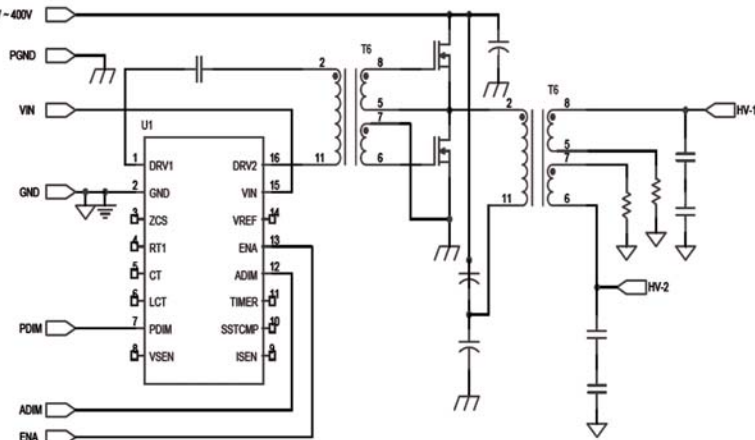 ~ 400V
PGND
VIN
GND
PDIM
ADIM
ENA
U1
1 DRV1 DRV2 16
2 GND VIN 15
3 ZCS VREF 14
4 RT1 ENA 13
5 CT ADIM 12
6 LCT TIMER 11
7 PDIM SSTCMP 10
8 VSEN ISEN 9
T6
2 8
5
7
11 6
T6
2 8
5
7
11 6
HV-1
HV-2